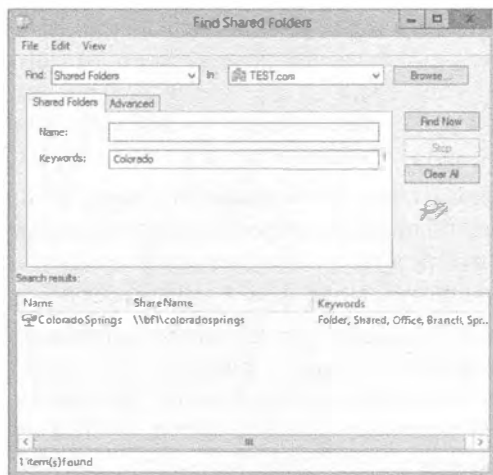 Find Shared Folders
File Edit View
Find: Shared Folders In: TEST.com Browse...
Shared Folders Advanced
Name:
Keywords: Colorado
Find Now
Stop
Clear All
Search results:
Name ShareName Keywords
ColoradoSprings \\bf1\coloradosprings Folder, Shared, Office, Branch, Spr...
1 item(s) found